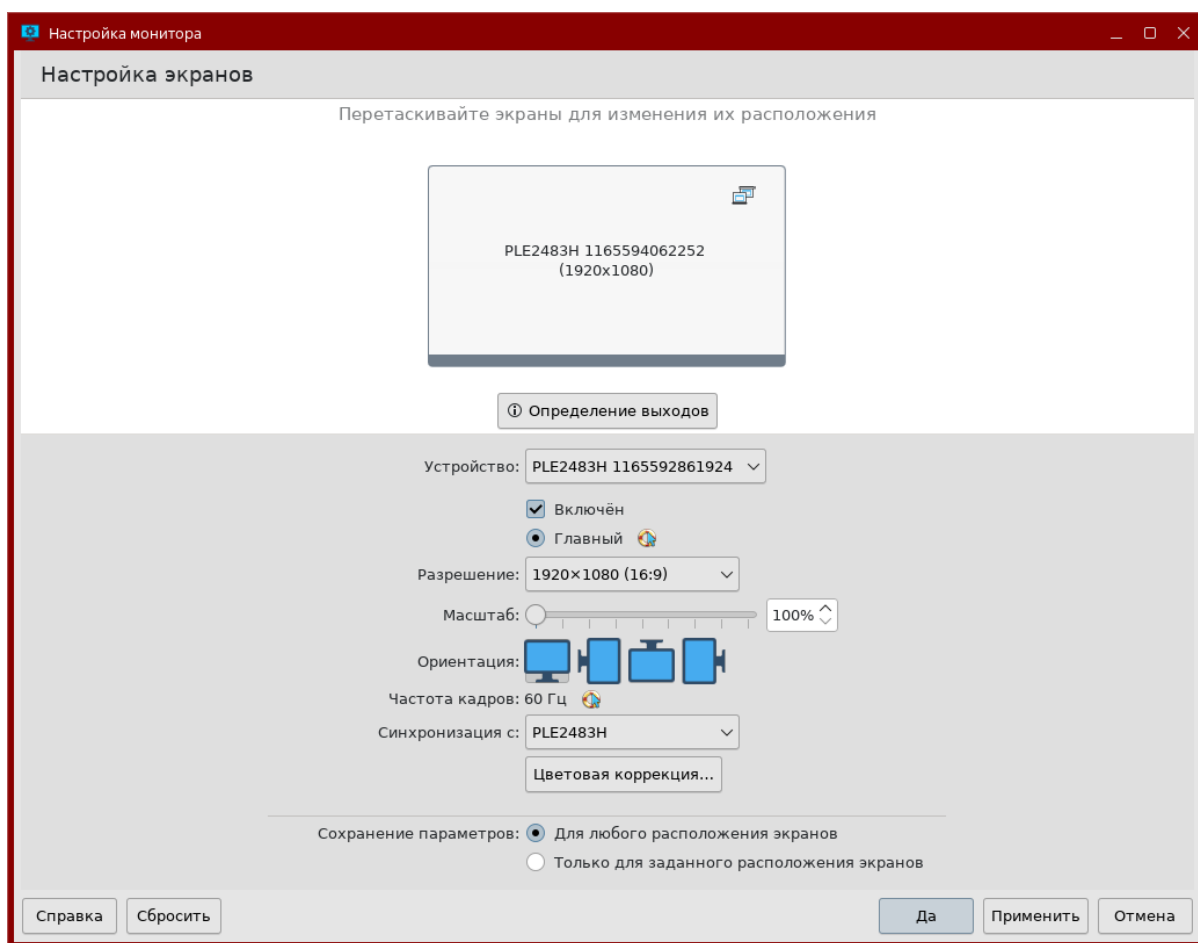 Настройка монитора
Настройка экранов
Перетаскивайте экраны для изменения их расположения
PLE2483H 1165594062252
(1920x1080)
Определение выходов
Устройство: PLE2483H 1165592861924
Включён
Главный
Разрешение: 1920×1080 (16:9)
Масштаб: 100%
Ориентация:
Частота кадров: 60 Гц
Синхронизация с: PLE2483H
Цветовая коррекция...
Сохранение параметров: Для любого расположения экранов
Только для заданного расположения экранов
Справка Сбросить Да Применить Отмена